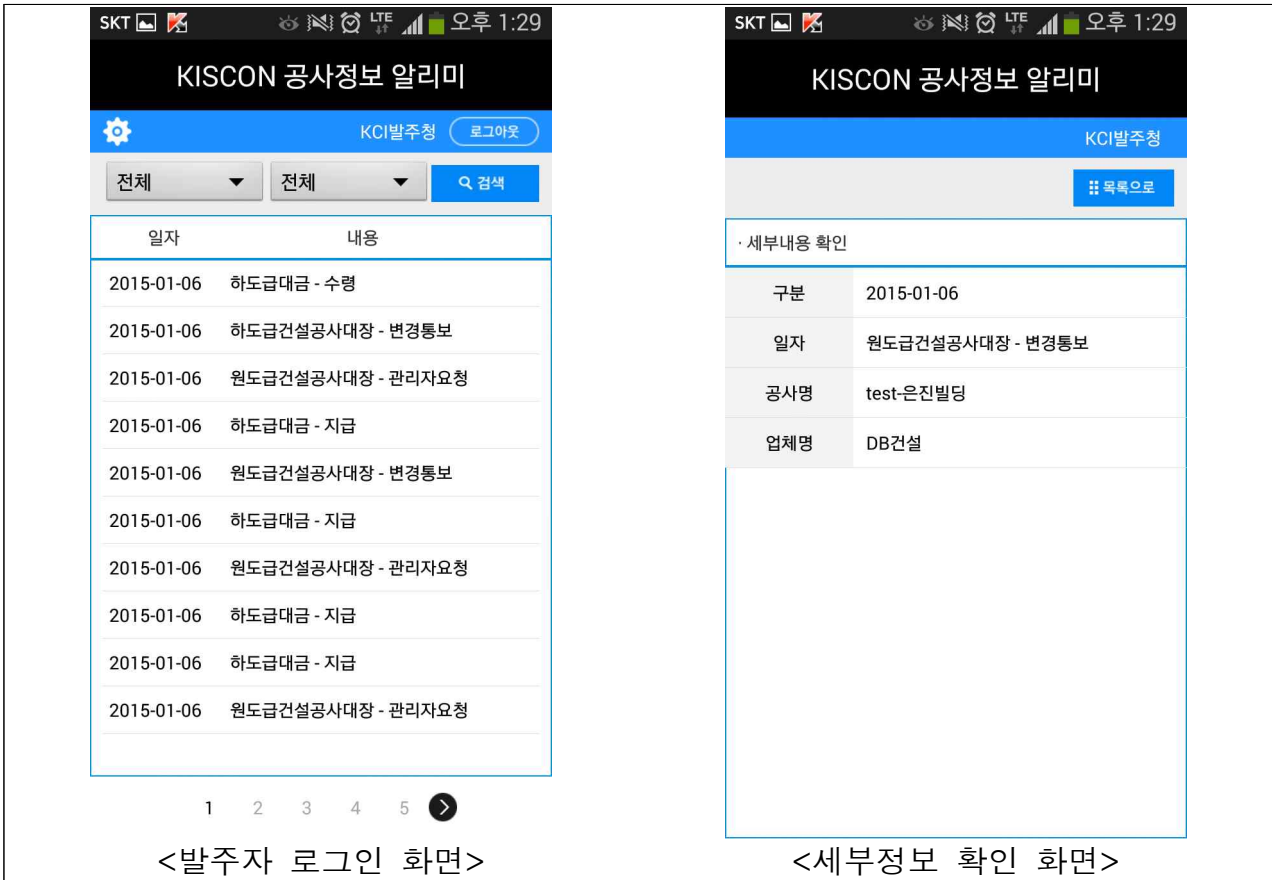 SKT LTE 오후 1:29
KISCON 공사정보 알리미
KCI발주청 로그아웃
전체 전체 검색
일자 내용
2015-01-06 하도급대금 - 수령
2015-01-06 하도급건설공사대장 - 변경통보
2015-01-06 원도급건설공사대장 - 관리자요청
2015-01-06 하도급대금 - 지급
2015-01-06 원도급건설공사대장 - 변경통보
2015-01-06 하도급대금 - 지급
2015-01-06 원도급건설공사대장 - 관리자요청
2015-01-06 하도급대금 - 지급
2015-01-06 하도급대금 - 지급
2015-01-06 원도급건설공사대장 - 관리자요청
1 2 3 4 5
<발주자 로그인 화면>
SKT LTE 오후 1:29
KISCON 공사정보 알리미
KCI발주청
목록으로
· 세부내용 확인
구분 2015-01-06
일자 원도급건설공사대장 - 변경통보
공사명 test-은진빌딩
업체명 DB건설
<세부정보 확인 화면>